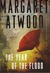 MARGARET
ATWOOD
THE YEAR
OF THE FLOOD